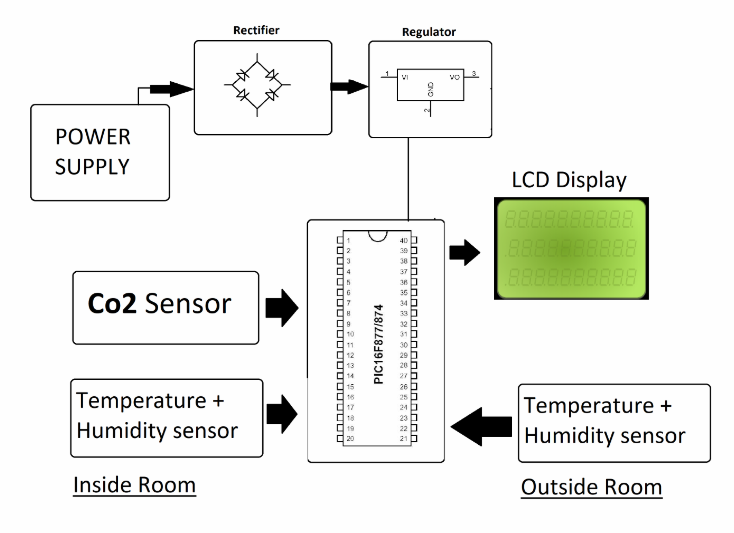 Rectifier
Regulator
1
VI
VO
3
GND
2
POWER
SUPPLY
LCD Display
1 40
2 39
3 38
4 37
5 36
6 35
7 34
8 33
9 32
10 31
11 30
12 29
13 28
14 27
15 26
16 25
17 24
18 23
19 22
20 21
PIC16F877/874
Co2 Sensor
Temperature +
Humidity sensor
Inside Room
Temperature +
Humidity sensor
Outside Room